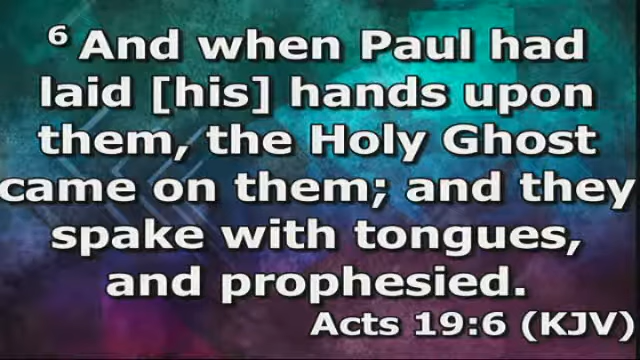 6 And when Paul had
laid [his] hands upon
them, the Holy Ghost
came on them; and they
spake with tongues,
and prophesied.
Acts 19:6 (KJV)